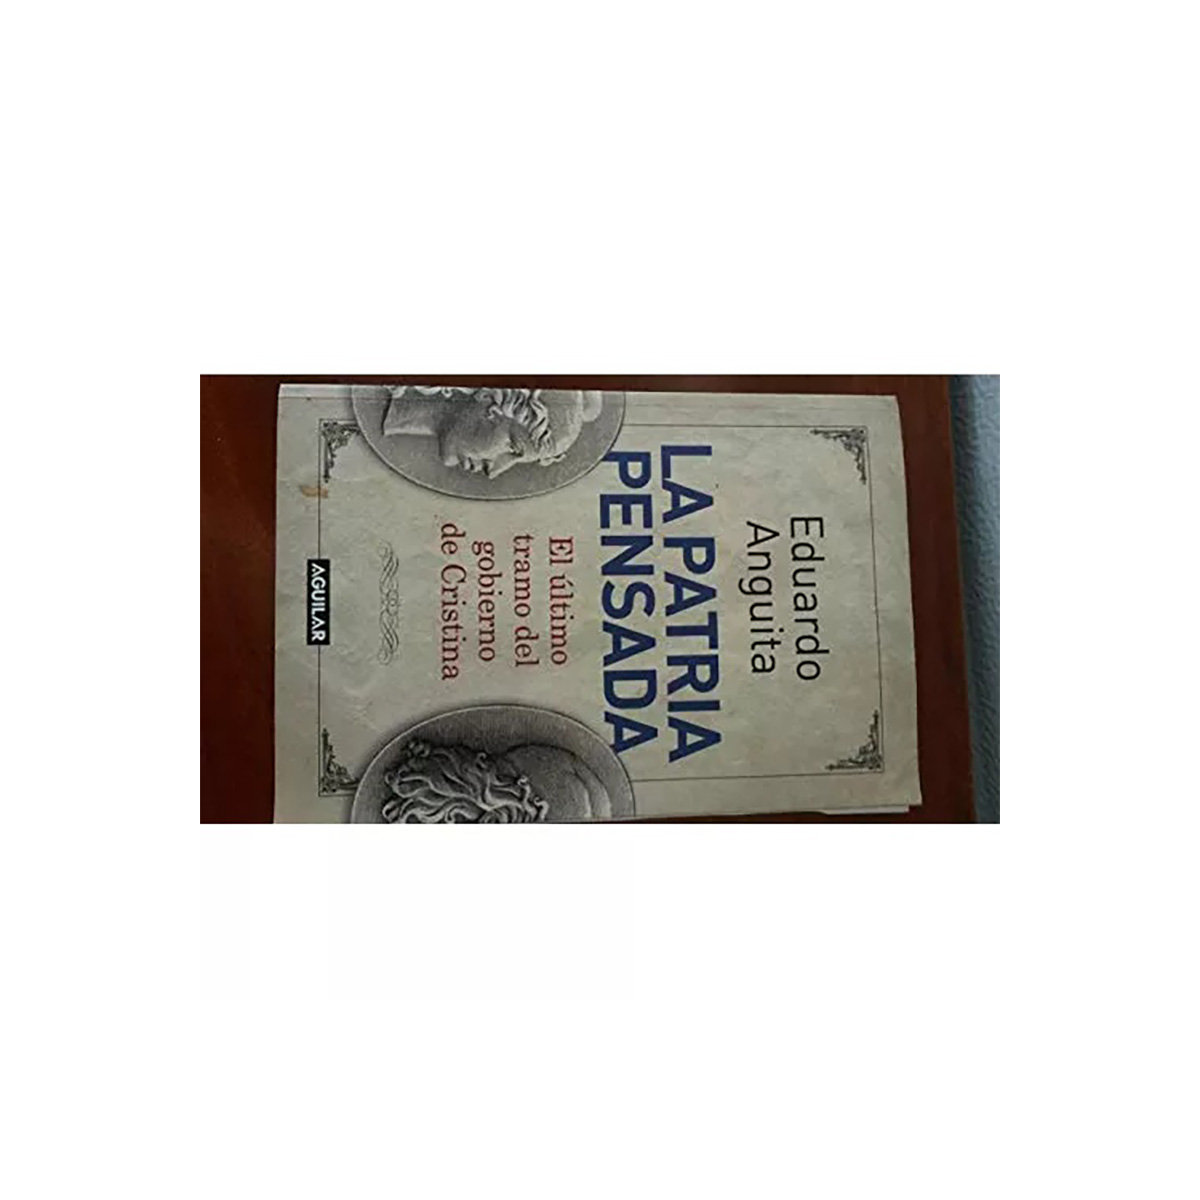 Eduardo
Anguita
LA PATRIA
PENSADA
El último
tramo del
gobierno
de Cristina
AGUILAR